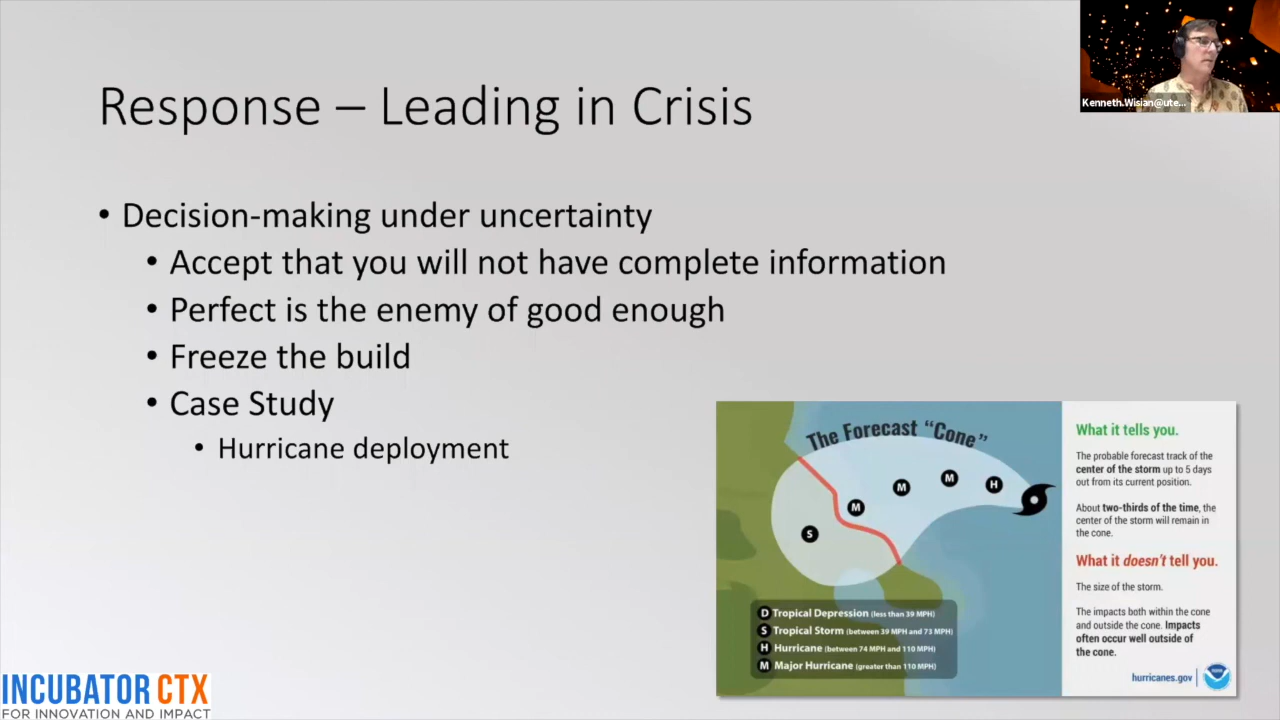 Response – Leading in Crisis
Kenneth.Wisian@ute...
• Decision-making under uncertainty
• Accept that you will not have complete information
• Perfect is the enemy of good enough
• Freeze the build
• Case Study
• Hurricane deployment
The Forecast "Cone"
H
M
M
M
S
D Tropical Depression (less than 39 MPH)
S Tropical Storm (between 39 MPH and 73 MPH)
H Hurricane (between 74 MPH and 110 MPH)
M Major Hurricane (greater than 110 MPH)
What it tells you.
The probable forecast track of the
center of the storm up to 5 days
out from its current position.
About two-thirds of the time, the
center of the storm will remain in
the cone.
What it doesn't tell you.
The size of the storm.
The impacts both within the cone
and outside the cone. Impacts
often occur well outside of
the cone.
hurricanes.gov
INCUBATOR CTX
FOR INNOVATION AND IMPACT